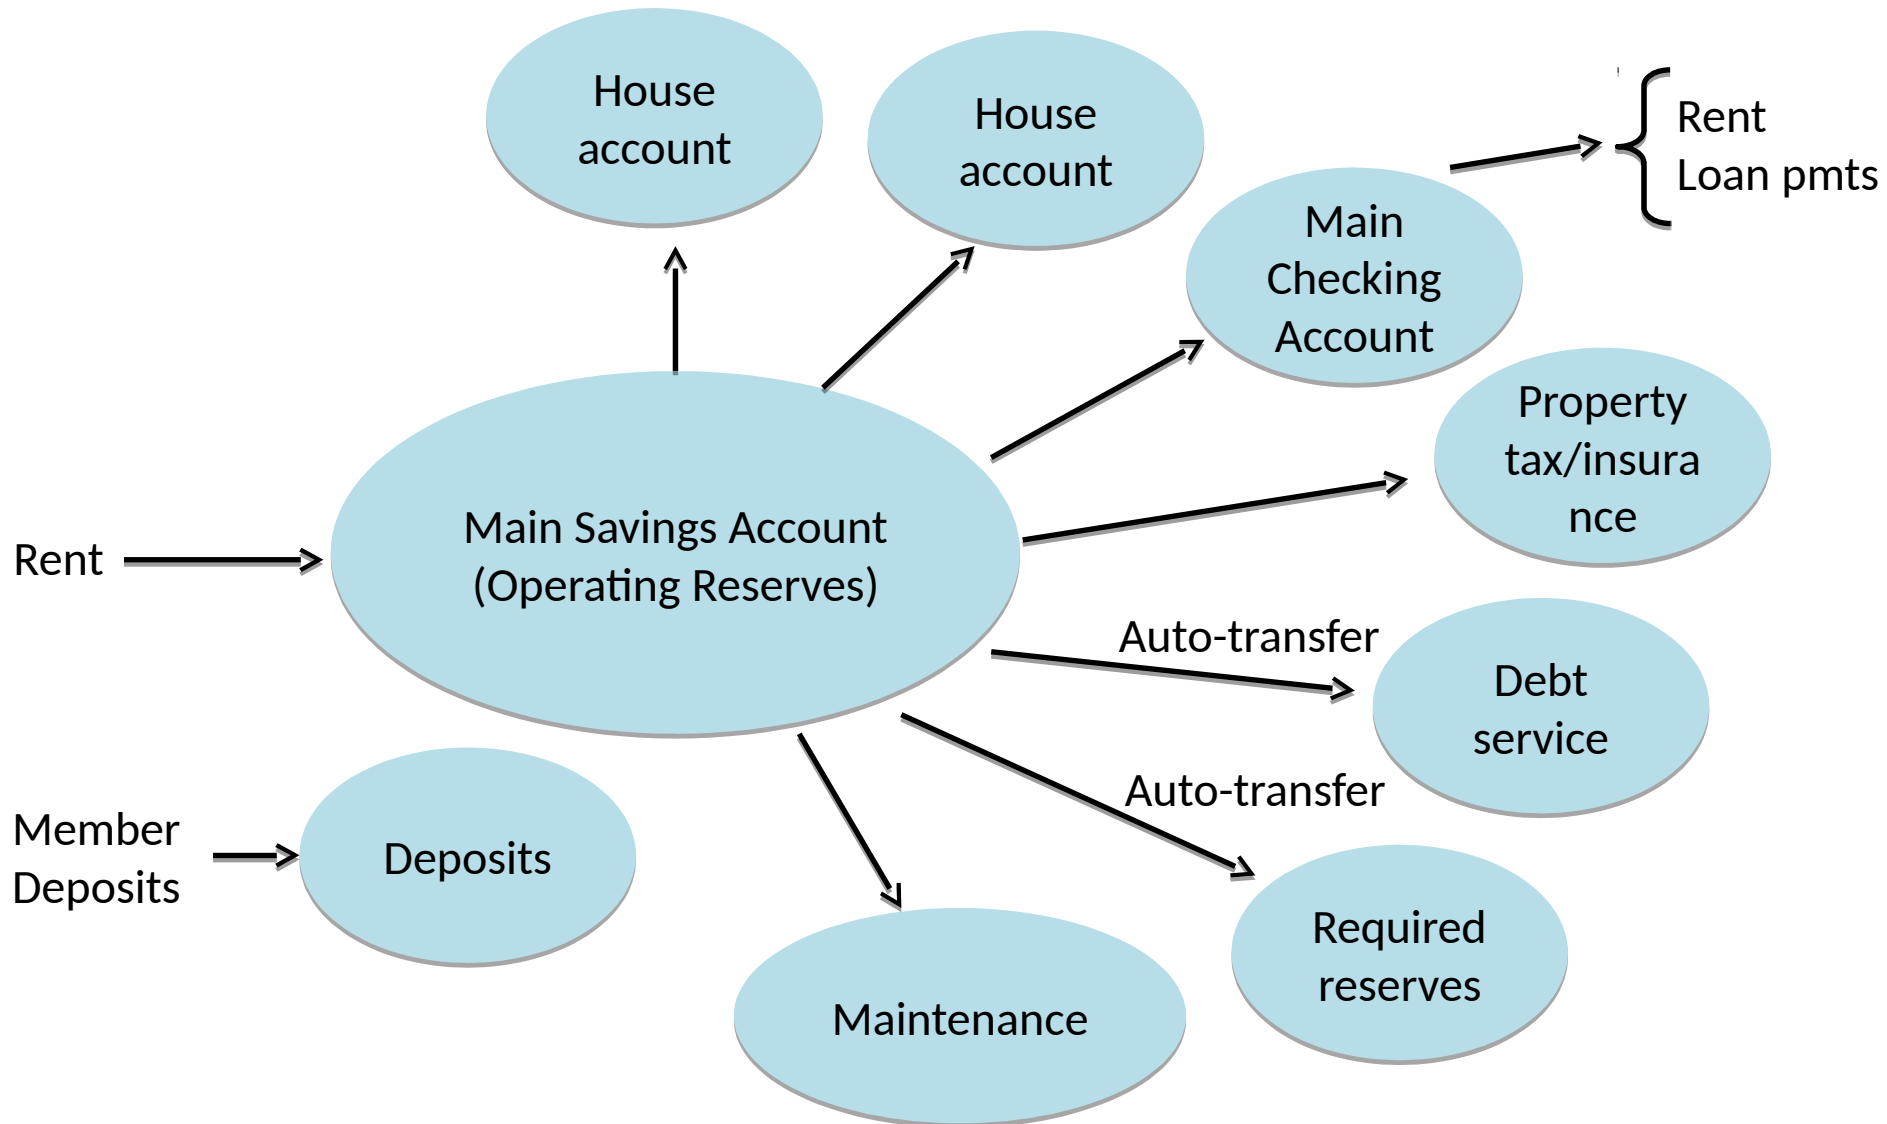 House
account
House
account
Rent
Loan pmts
Main
Checking
Account
Property
tax/insura
nce
Main Savings Account
(Operating Reserves)
Rent
Auto-transfer
Debt
service
Auto-transfer
Member
Deposits
Deposits
Required
reserves
Maintenance